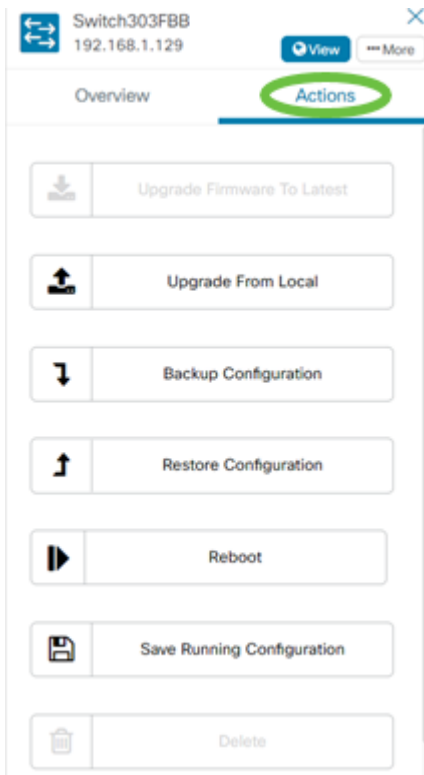 Switch303FBB
192.168.1.129
View
More
Overview
Actions
Upgrade Firmware To Latest
Upgrade From Local
Backup Configuration
Restore Configuration
Reboot
Save Running Configuration
Delete